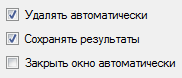 Удалять автоматически
Сохранять результаты
Закрыть окно автоматически